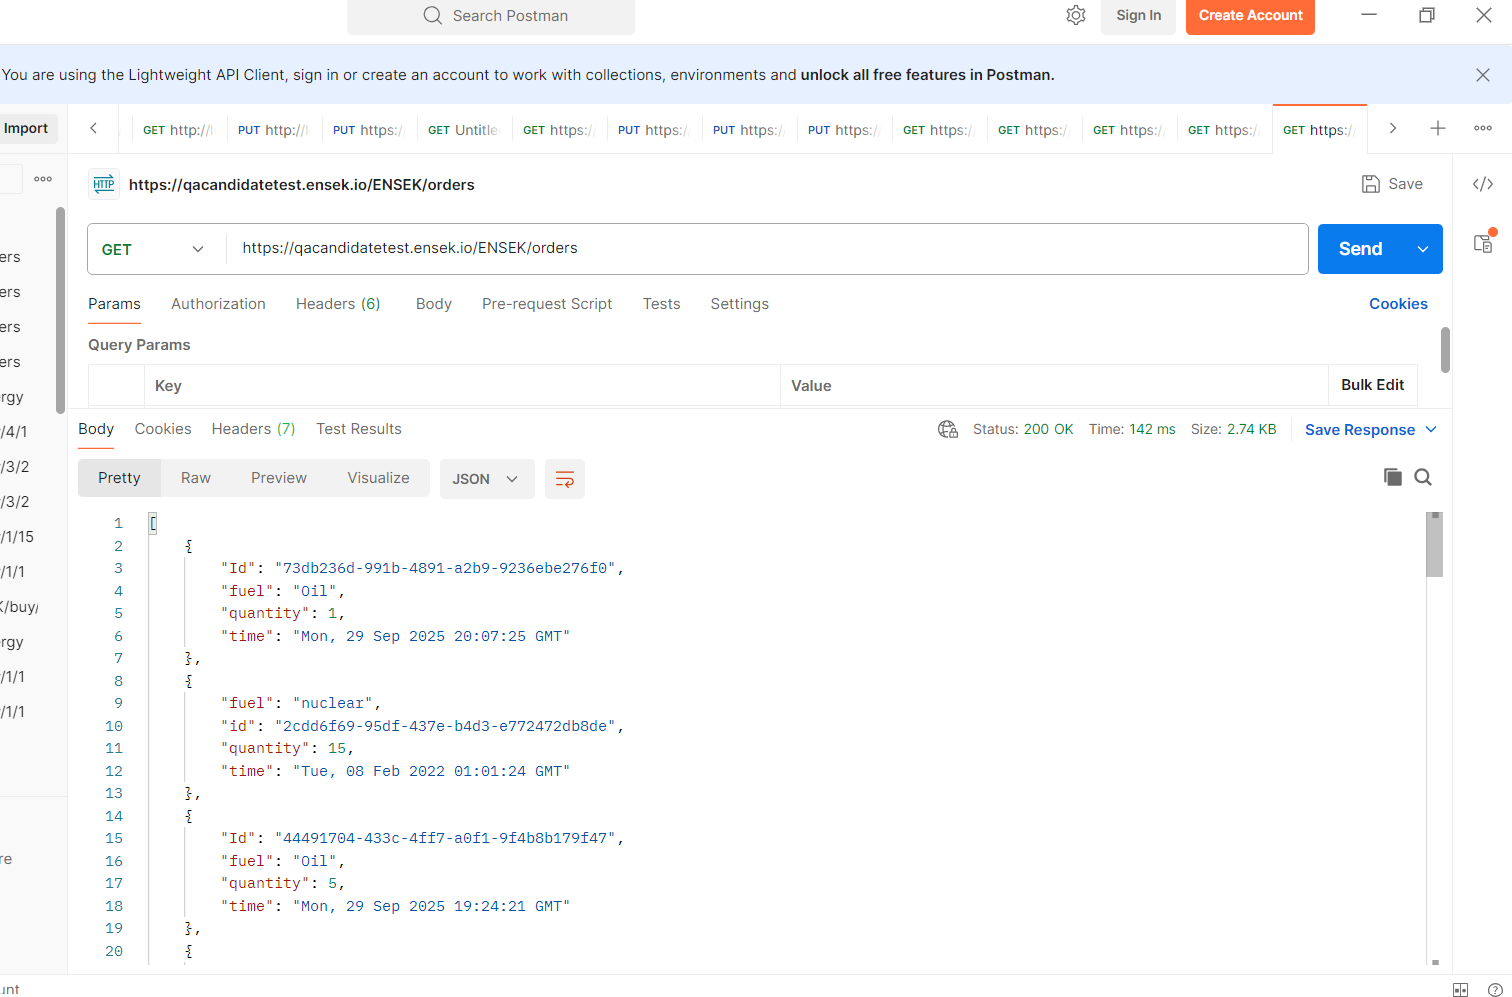 Search Postman
Sign In
Create Account
You are using the Lightweight API Client, sign in or create an account to work with collections, environments and unlock all free features in Postman.
Import
GET http://
PUT http://
PUT https:/
GET Untitle
GET https:/
PUT https:/
PUT https:/
PUT https:/
GET https:/
GET https:/
GET https:/
GET https:/
GET https:/
HTTP
https://qacandidatetest.ensek.io/ENSEK/orders
Save
GET
https://qacandidatetest.ensek.io/ENSEK/orders
Send
Params Authorization Headers (6) Body Pre-request Script Tests Settings
Cookies
Query Params
Key
Value
Bulk Edit
ers
ers
ers
ers
rgy
/4/1
/3/2
/3/2
/1/15
/1/1
K/buy/
rgy
/1/1
/1/1
re
unt
Body Cookies Headers (7) Test Results
Status: 200 OK Time: 142 ms Size: 2.74 KB
Save Response
Pretty Raw Preview Visualize
JSON
1 [
2 {
3 "Id": "73db236d-991b-4891-a2b9-9236ebe276f0",
4 "fuel": "Oil",
5 "quantity": 1,
6 "time": "Mon, 29 Sep 2025 20:07:25 GMT"
7 },
8 {
9 "fuel": "nuclear",
10 "id": "2cdd6f69-95df-437e-b4d3-e772472db8de",
11 "quantity": 15,
12 "time": "Tue, 08 Feb 2022 01:01:24 GMT"
13 },
14 {
15 "Id": "44491704-433c-4ff7-a0f1-9f4b8b179f47",
16 "fuel": "Oil",
17 "quantity": 5,
18 "time": "Mon, 29 Sep 2025 19:24:21 GMT"
19 },
20 {